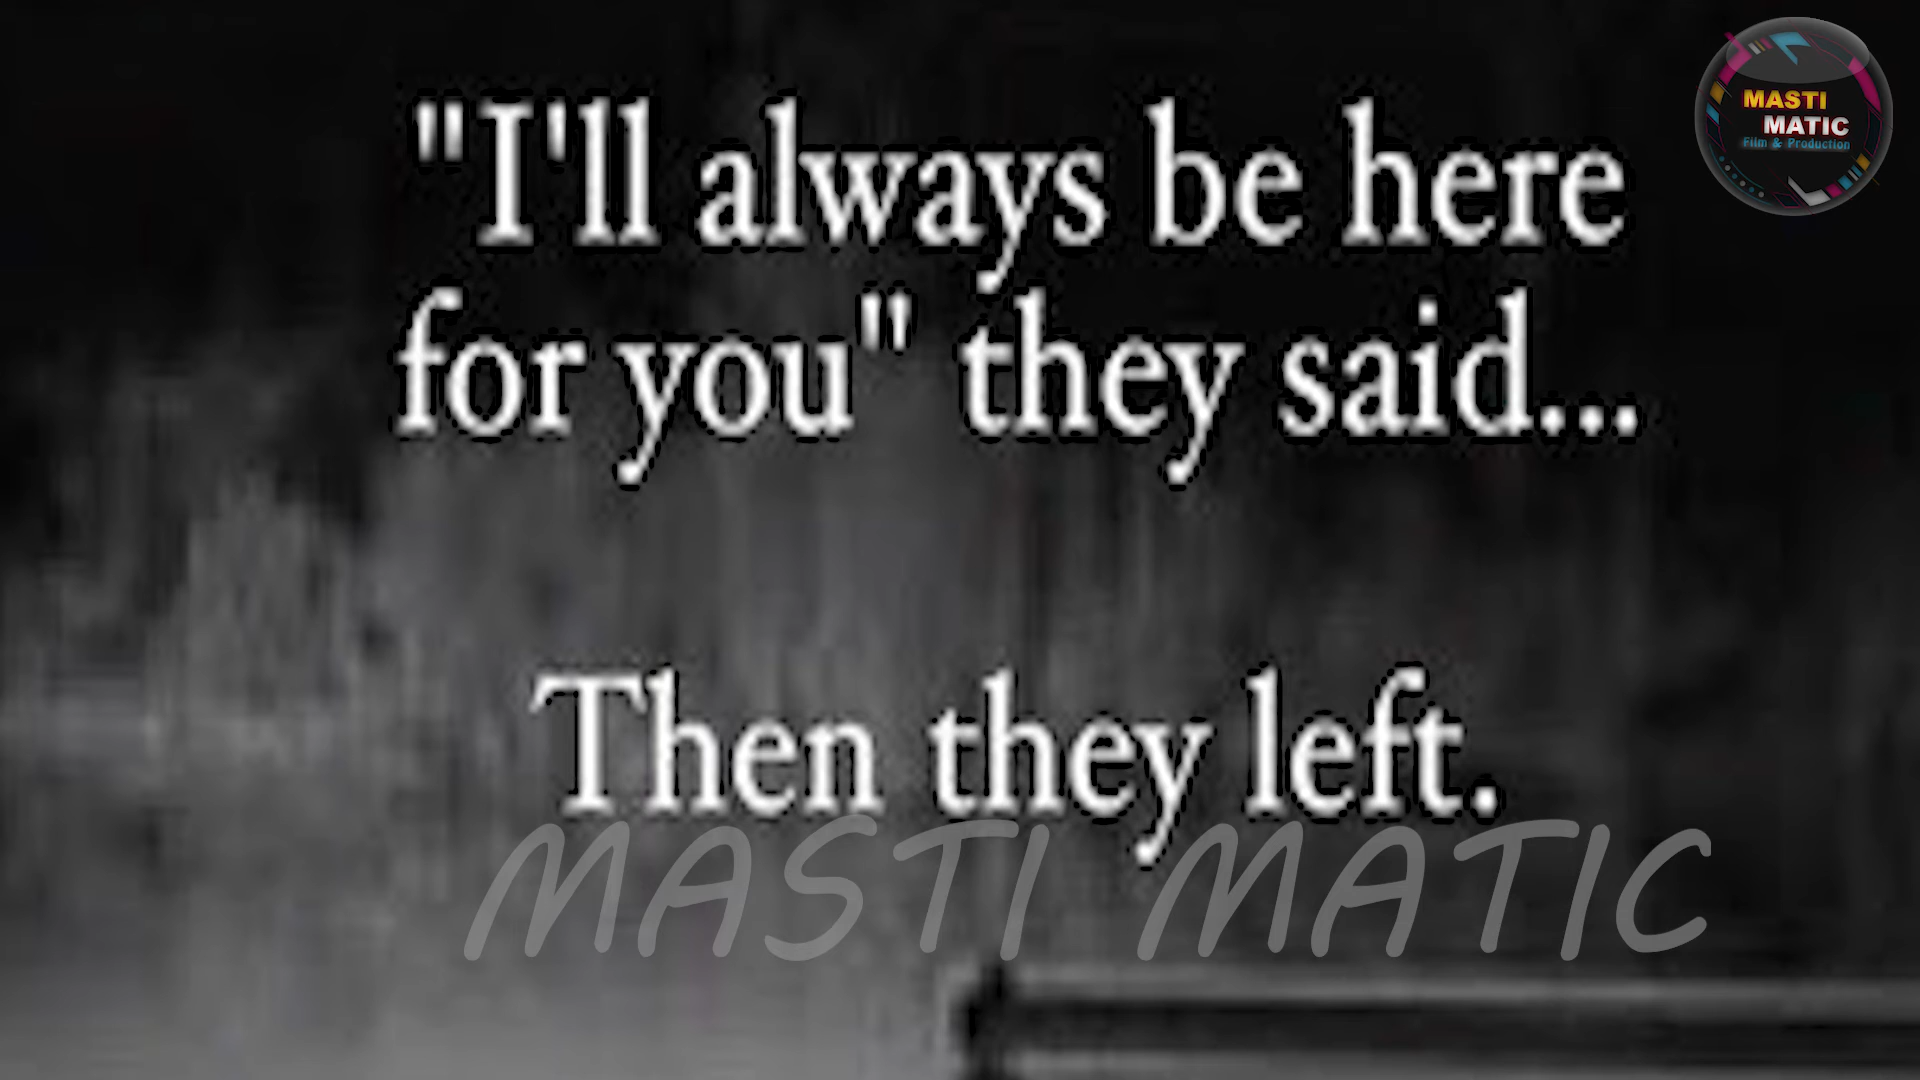 MASTI
MATIC
Film & Production
"I'll always be here
for you" they said...
Then they left.
MASTI MATIC